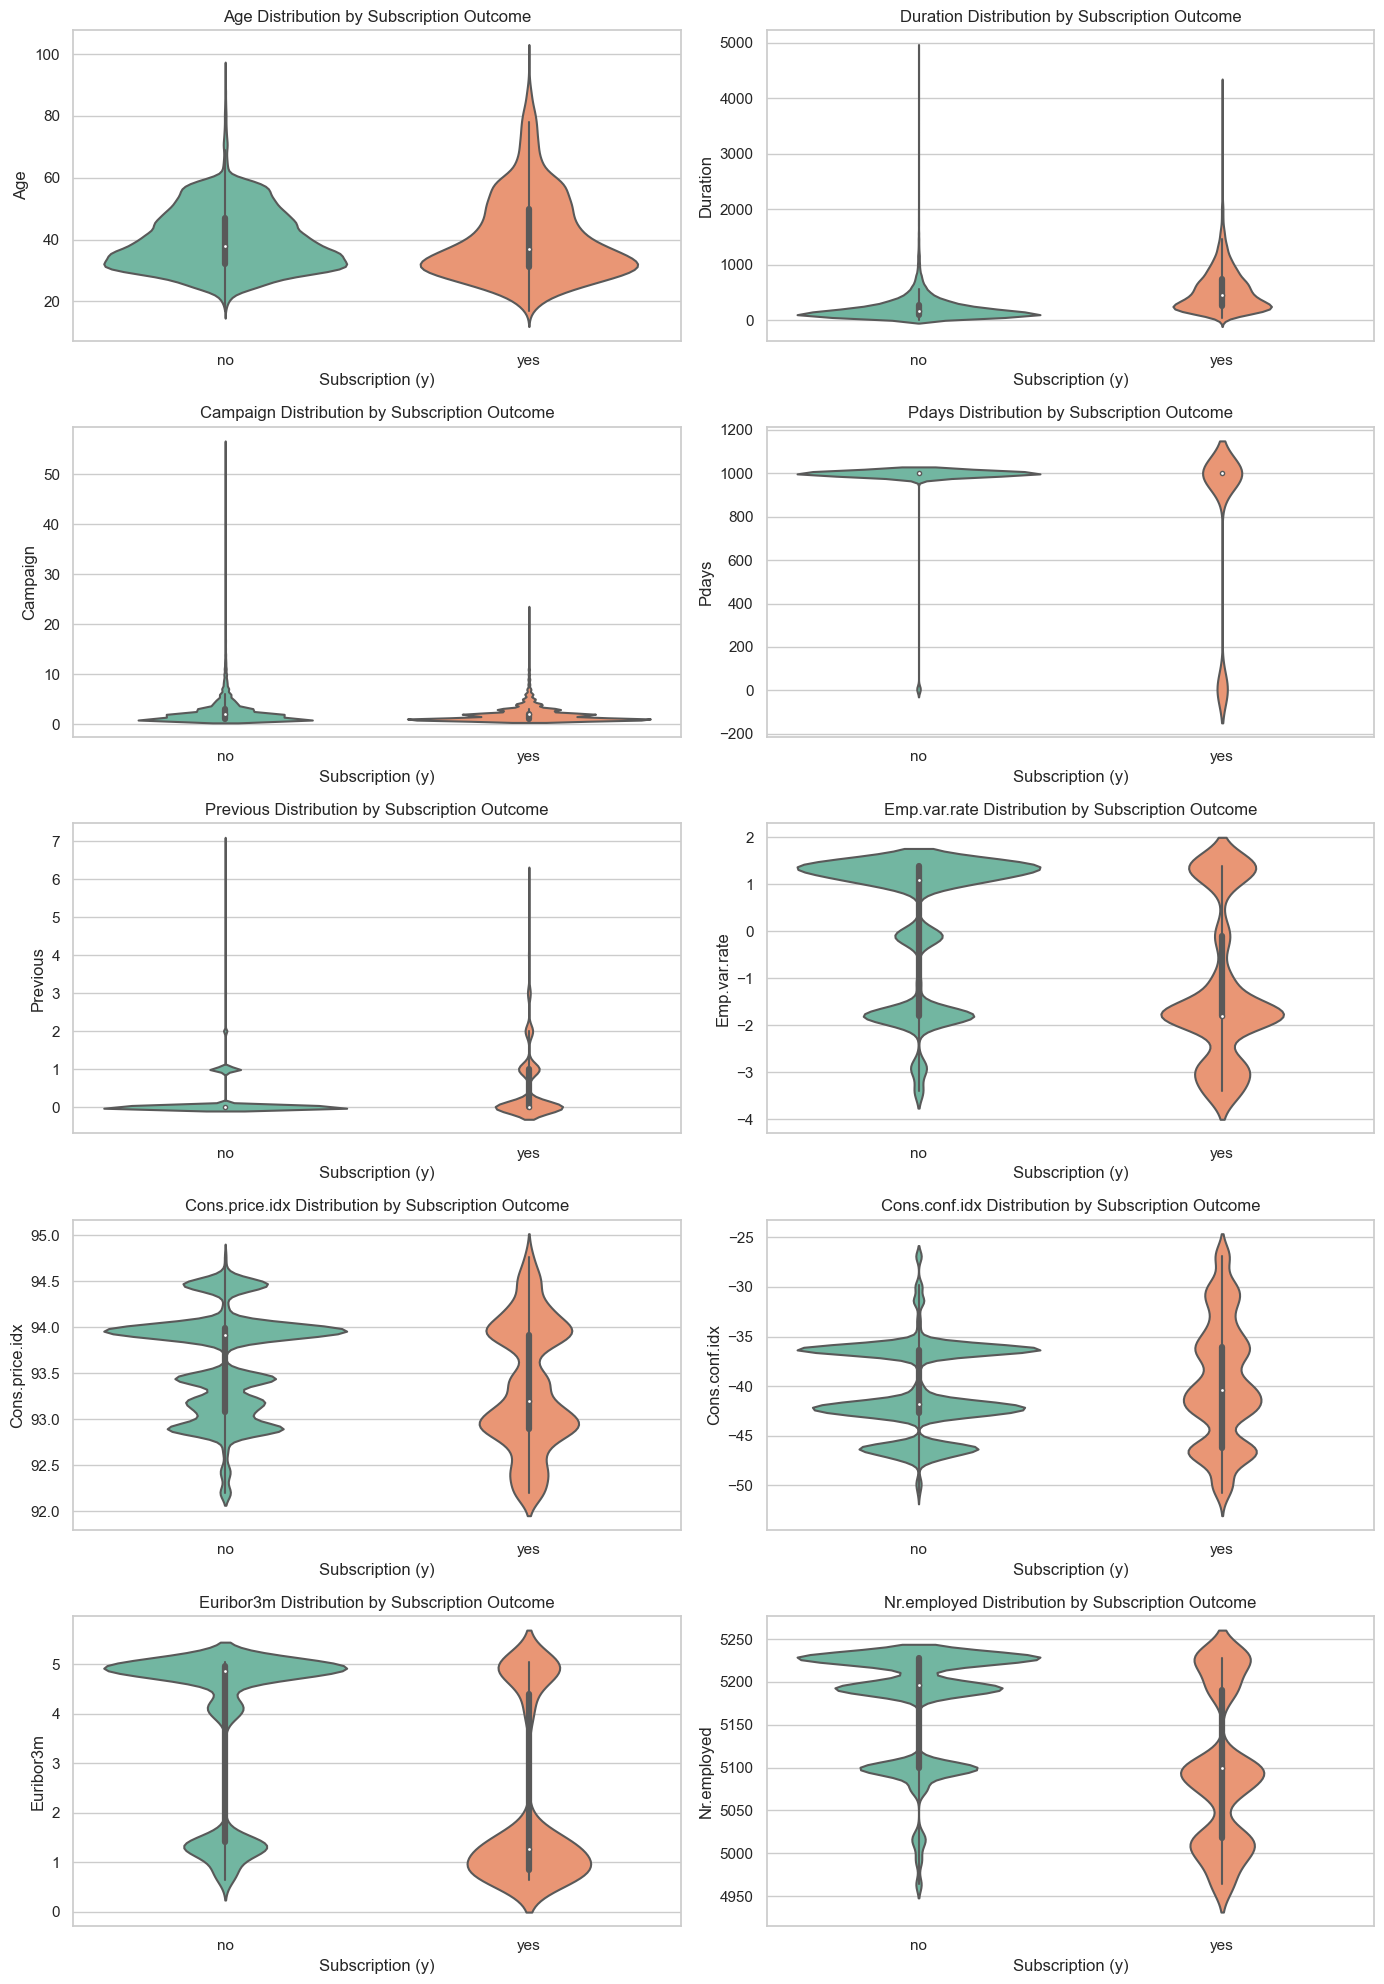 Age Distribution by Subscription Outcome
100
80
60
40
20
Age
no
yes
Subscription (y)
Duration Distribution by Subscription Outcome
5000
4000
3000
2000
1000
0
Duration
no
yes
Subscription (y)
Campaign Distribution by Subscription Outcome
50
40
30
20
10
0
Campaign
no
yes
Subscription (y)
Pdays Distribution by Subscription Outcome
1200
1000
800
600
400
200
0
−200
Pdays
no
yes
Subscription (y)
Previous Distribution by Subscription Outcome
7
6
5
4
3
2
1
0
Previous
no
yes
Subscription (y)
Emp.var.rate Distribution by Subscription Outcome
2
1
0
−1
−2
−3
−4
Emp.var.rate
no
yes
Subscription (y)
Cons.price.idx Distribution by Subscription Outcome
95.0
94.5
94.0
93.5
93.0
92.5
92.0
Cons.price.idx
no
yes
Subscription (y)
Cons.conf.idx Distribution by Subscription Outcome
−25
−30
−35
−40
−45
−50
Cons.conf.idx
no
yes
Subscription (y)
Euribor3m Distribution by Subscription Outcome
5
4
3
2
1
0
Euribor3m
no
yes
Subscription (y)
Nr.employed Distribution by Subscription Outcome
5250
5200
5150
5100
5050
5000
4950
Nr.employed
no
yes
Subscription (y)